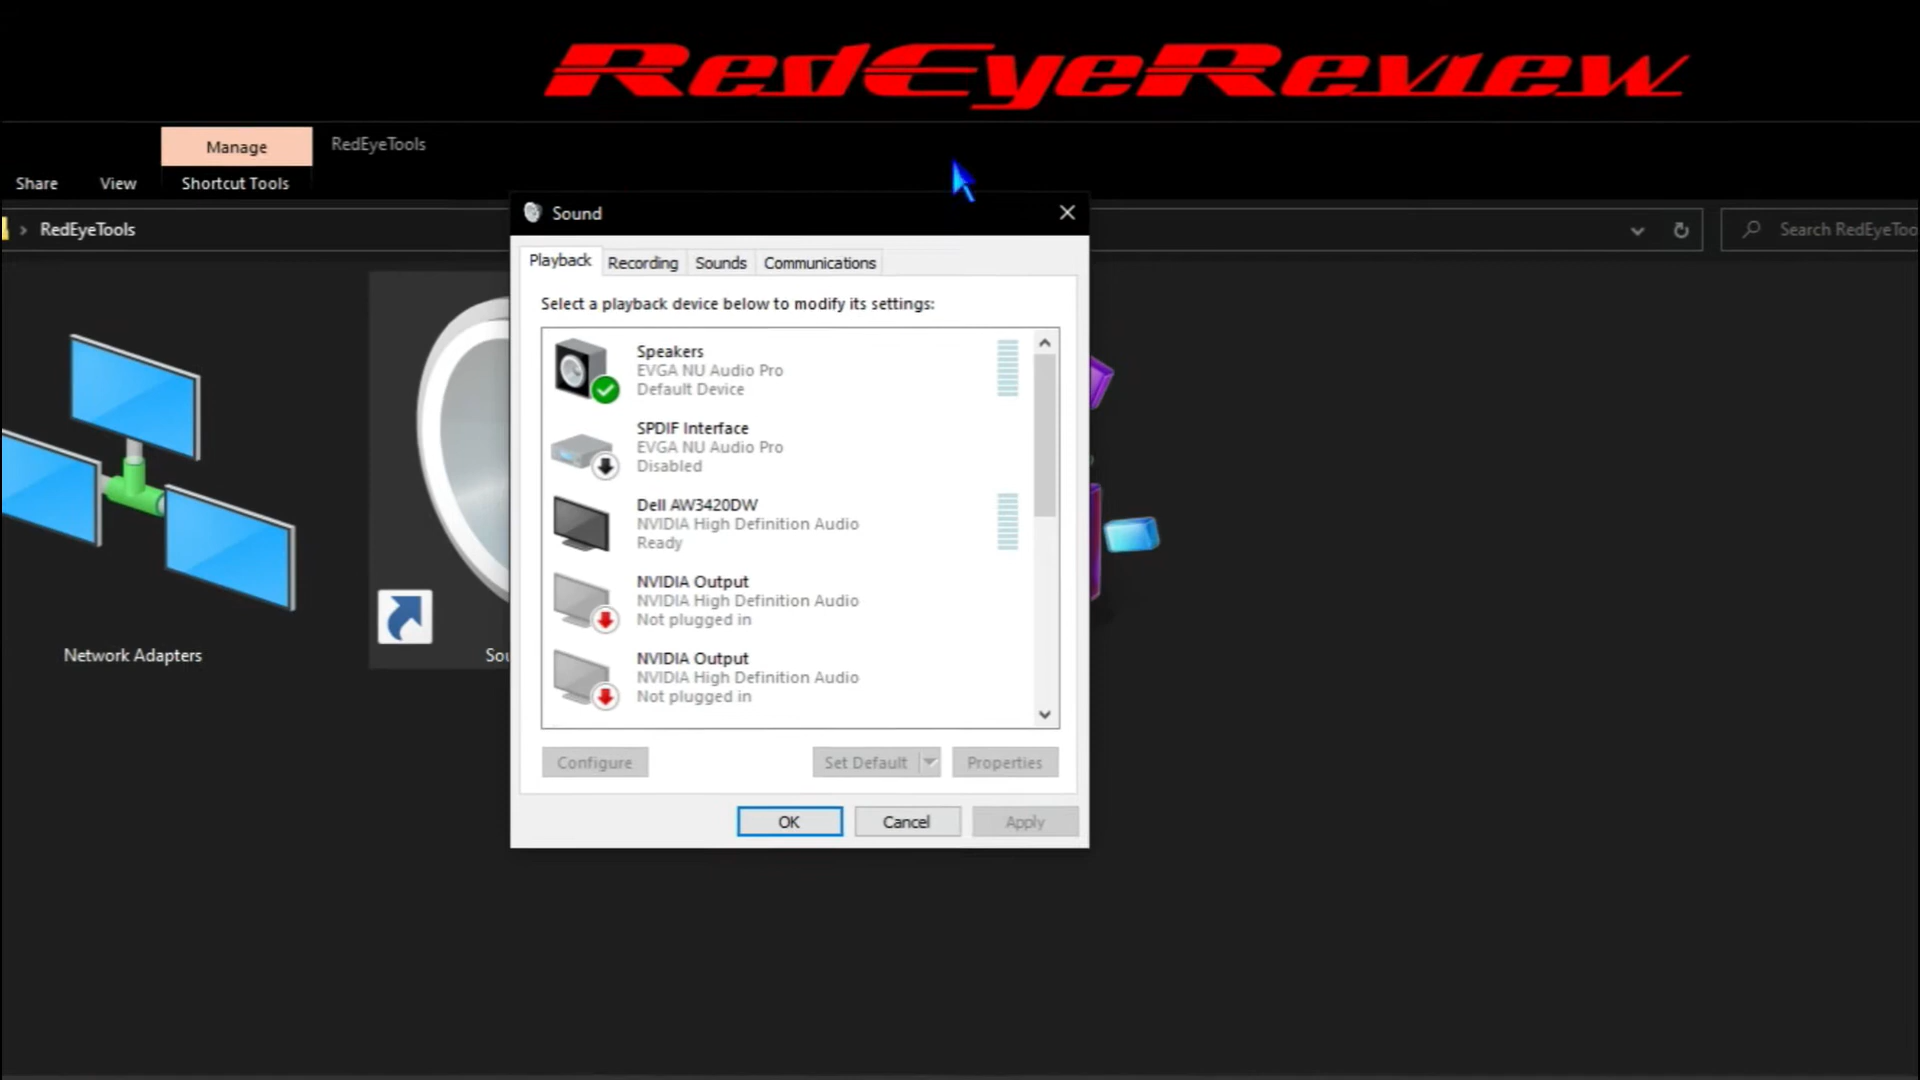 RedEyeReview
Manage
RedEyeTools
Share
View
Shortcut Tools
RedEyeTools
Sound
Playback
Recording
Sounds
Communications
Select a playback device below to modify its settings:
Speakers
EVGA NU Audio Pro
Default Device
SPDIF Interface
EVGA NU Audio Pro
Disabled
Dell AW3420DW
NVIDIA High Definition Audio
Ready
NVIDIA Output
NVIDIA High Definition Audio
Not plugged in
NVIDIA Output
NVIDIA High Definition Audio
Not plugged in
Configure
Set Default
Properties
OK
Cancel
Apply
Search RedEyeToo
Network Adapters
Sou